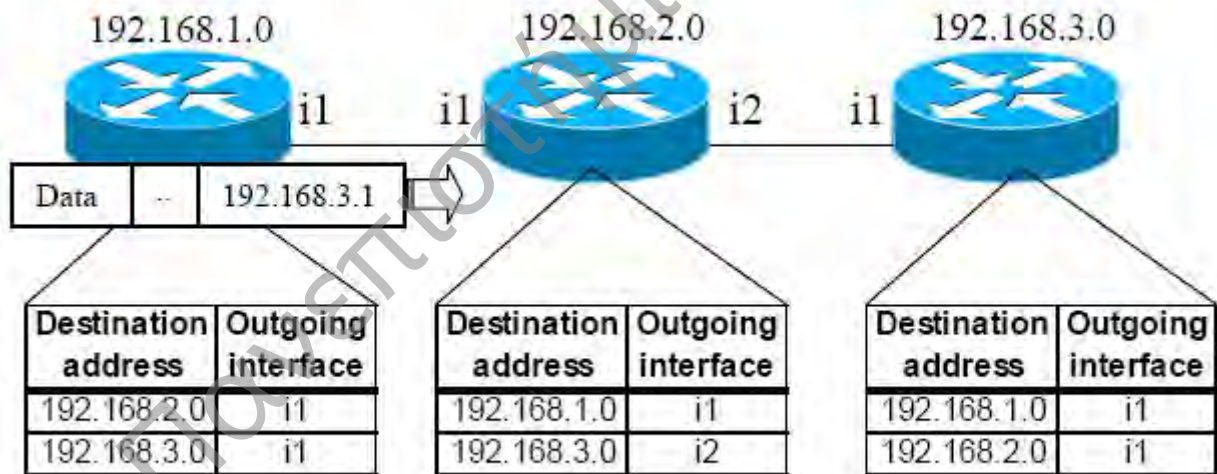 192.168.1.0 192.168.2.0 192.168.3.0
i1 i1 i2 i1
Data -- 192.168.3.1
Destination address Outgoing interface
192.168.2.0 i1
192.168.3.0 i1
Destination address Outgoing interface
192.168.1.0 i1
192.168.3.0 i2
Destination address Outgoing interface
192.168.1.0 i1
192.168.2.0 i1